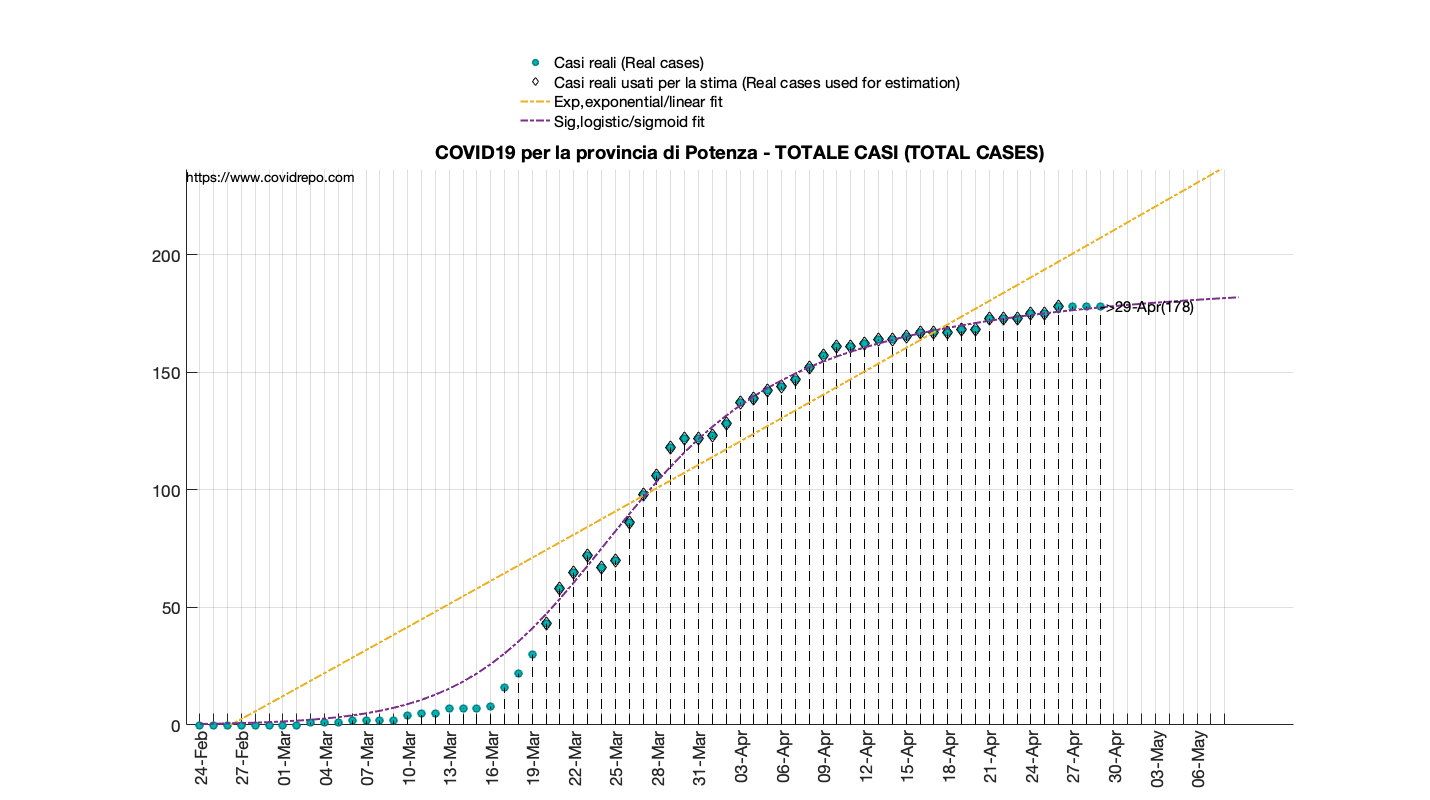 Casi reali (Real cases)
Casi reali usati per la stima (Real cases used for estimation)
Exp,exponential/linear fit
Sig,logistic/sigmoid fit
COVID19 per la provincia di Potenza - TOTALE CASI (TOTAL CASES)
https://www.covidrepo.com
200
150
100
50
0
>29-Apr(178)
24-Feb
27-Feb
01-Mar
04-Mar
07-Mar
10-Mar
13-Mar
16-Mar
19-Mar
22-Mar
25-Mar
28-Mar
31-Mar
03-Apr
06-Apr
09-Apr
12-Apr
15-Apr
18-Apr
21-Apr
24-Apr
27-Apr
30-Apr
03-May
06-May